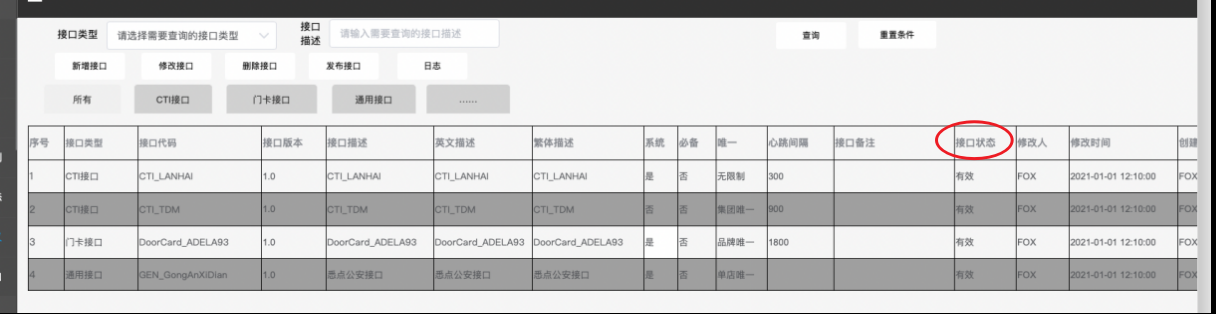 接口类型 请选择需要查询的接口类型 接口描述 请输入需要查询的接口描述 查询 重置条件
新增接口 修改接口 删除接口 发布接口 日志
所有 CTI接口 门卡接口 通用接口 ......
序号 接口类型 接口代码 接口版本 接口描述 英文描述 繁体描述 系统 必备 唯一 心跳间隔 接口备注 接口状态 修改人 修改时间 创建
1 CTI接口 CTI_LANHAI 1.0 CTI_LANHAI CTI_LANHAI CTI_LANHAI 是 否 无限制 300 有效 FOX 2021-01-01 12:10:00 FOX
2 CTI接口 CTI_TDM 1.0 CTI_TDM CTI_TDM CTI_TDM 否 否 集团唯一 900 有效 FOX 2021-01-01 12:10:00 FOX
3 门卡接口 DoorCard_ADELA93 1.0 DoorCard_ADELA93 DoorCard_ADELA93 DoorCard_ADELA93 是 否 品牌唯一 1800 有效 FOX 2021-01-01 12:10:00 FOX
4 通用接口 GEN_GongAnXiDian 1.0 悉点公安接口 悉点公安接口 悉点公安接口 是 否 单店唯一 有效 FOX 2021-01-01 12:10:00 FOX